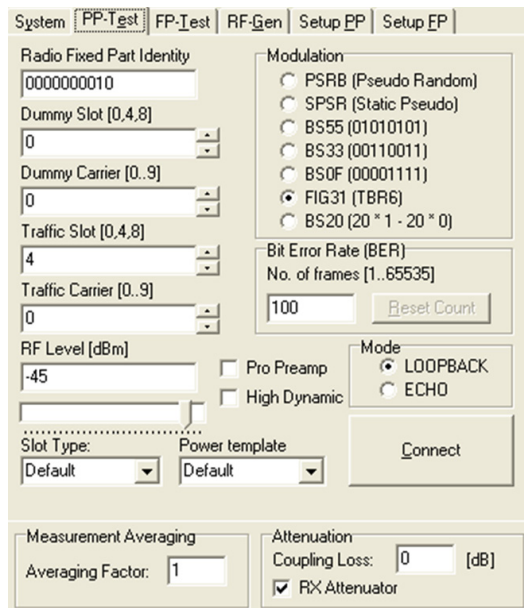 System PP-Test FP-Test RF-Gen Setup PP Setup FP
Radio Fixed Part Identity
0000000010
Dummy Slot [0,4,8]
0
Dummy Carrier [0..9]
0
Traffic Slot [0,4,8]
4
Traffic Carrier [0..9]
0
RF Level [dBm]
-45
Modulation
PSRB (Pseudo Random)
SPSR (Static Pseudo)
BS55 (01010101)
BS33 (00110011)
BS0F (00001111)
FIG31 (TBR6)
BS20 (20 * 1 - 20 * 0)
Bit Error Rate (BER)
No. of frames [1..65535]
100 Reset Count
Pro Preamp
High Dynamic
Mode
LOOPBACK
ECHO
Slot Type:
Default
Power template
Default
Connect
Measurement Averaging
Averaging Factor: 1
Attenuation
Coupling Loss: 0 [dB]
RX Attenuator